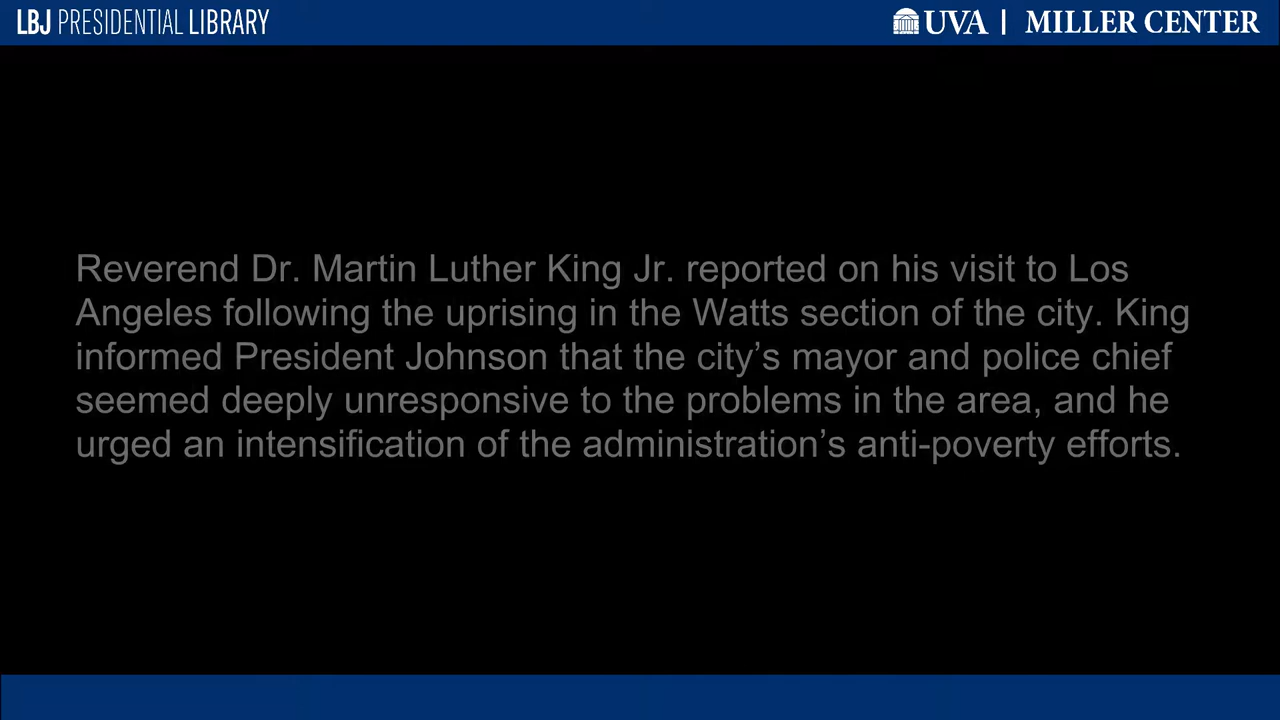 LBJ PRESIDENTIAL LIBRARY
UVA | MILLER CENTER
Reverend Dr. Martin Luther King Jr. reported on his visit to Los
Angeles following the uprising in the Watts section of the city. King
informed President Johnson that the city’s mayor and police chief
seemed deeply unresponsive to the problems in the area, and he
urged an intensification of the administration’s anti-poverty efforts.